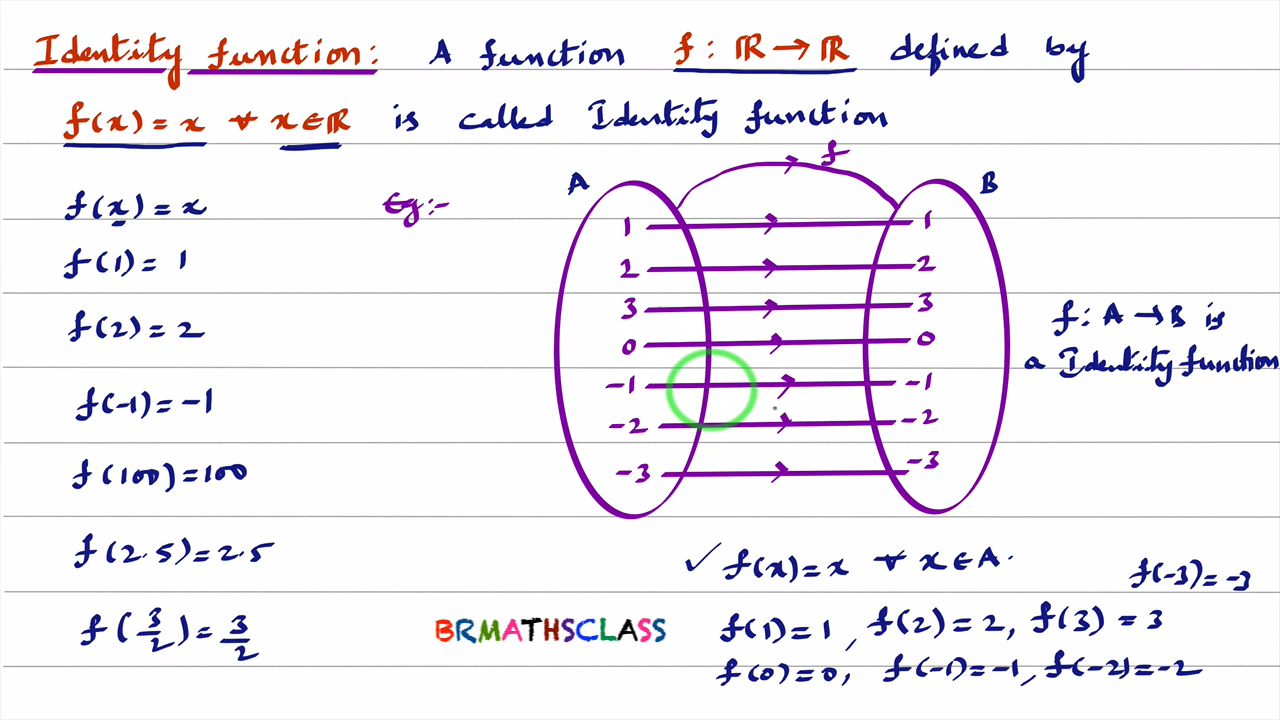 Identity function: A function f: ℝ → ℝ defined by
f(x) = x ∀ x ∈ ℝ is called Identity function
f(x) = x
f(1) = 1
f(2) = 2
f(-1) = -1
f(100) = 100
f(2.5) = 2.5
f(3/2) = 3/2
Eg:-
f
A B
1 1
2 2
3 3
0 0
-1 -1
-2 -2
-3 -3
f: A → B is
a Identity function
✓ f(x) = x ∀ x ∈ A.
f(-3) = -3
f(1) = 1, f(2) = 2, f(3) = 3
f(0) = 0, f(-1) = -1, f(-2) = -2
BRMATHSCLASS